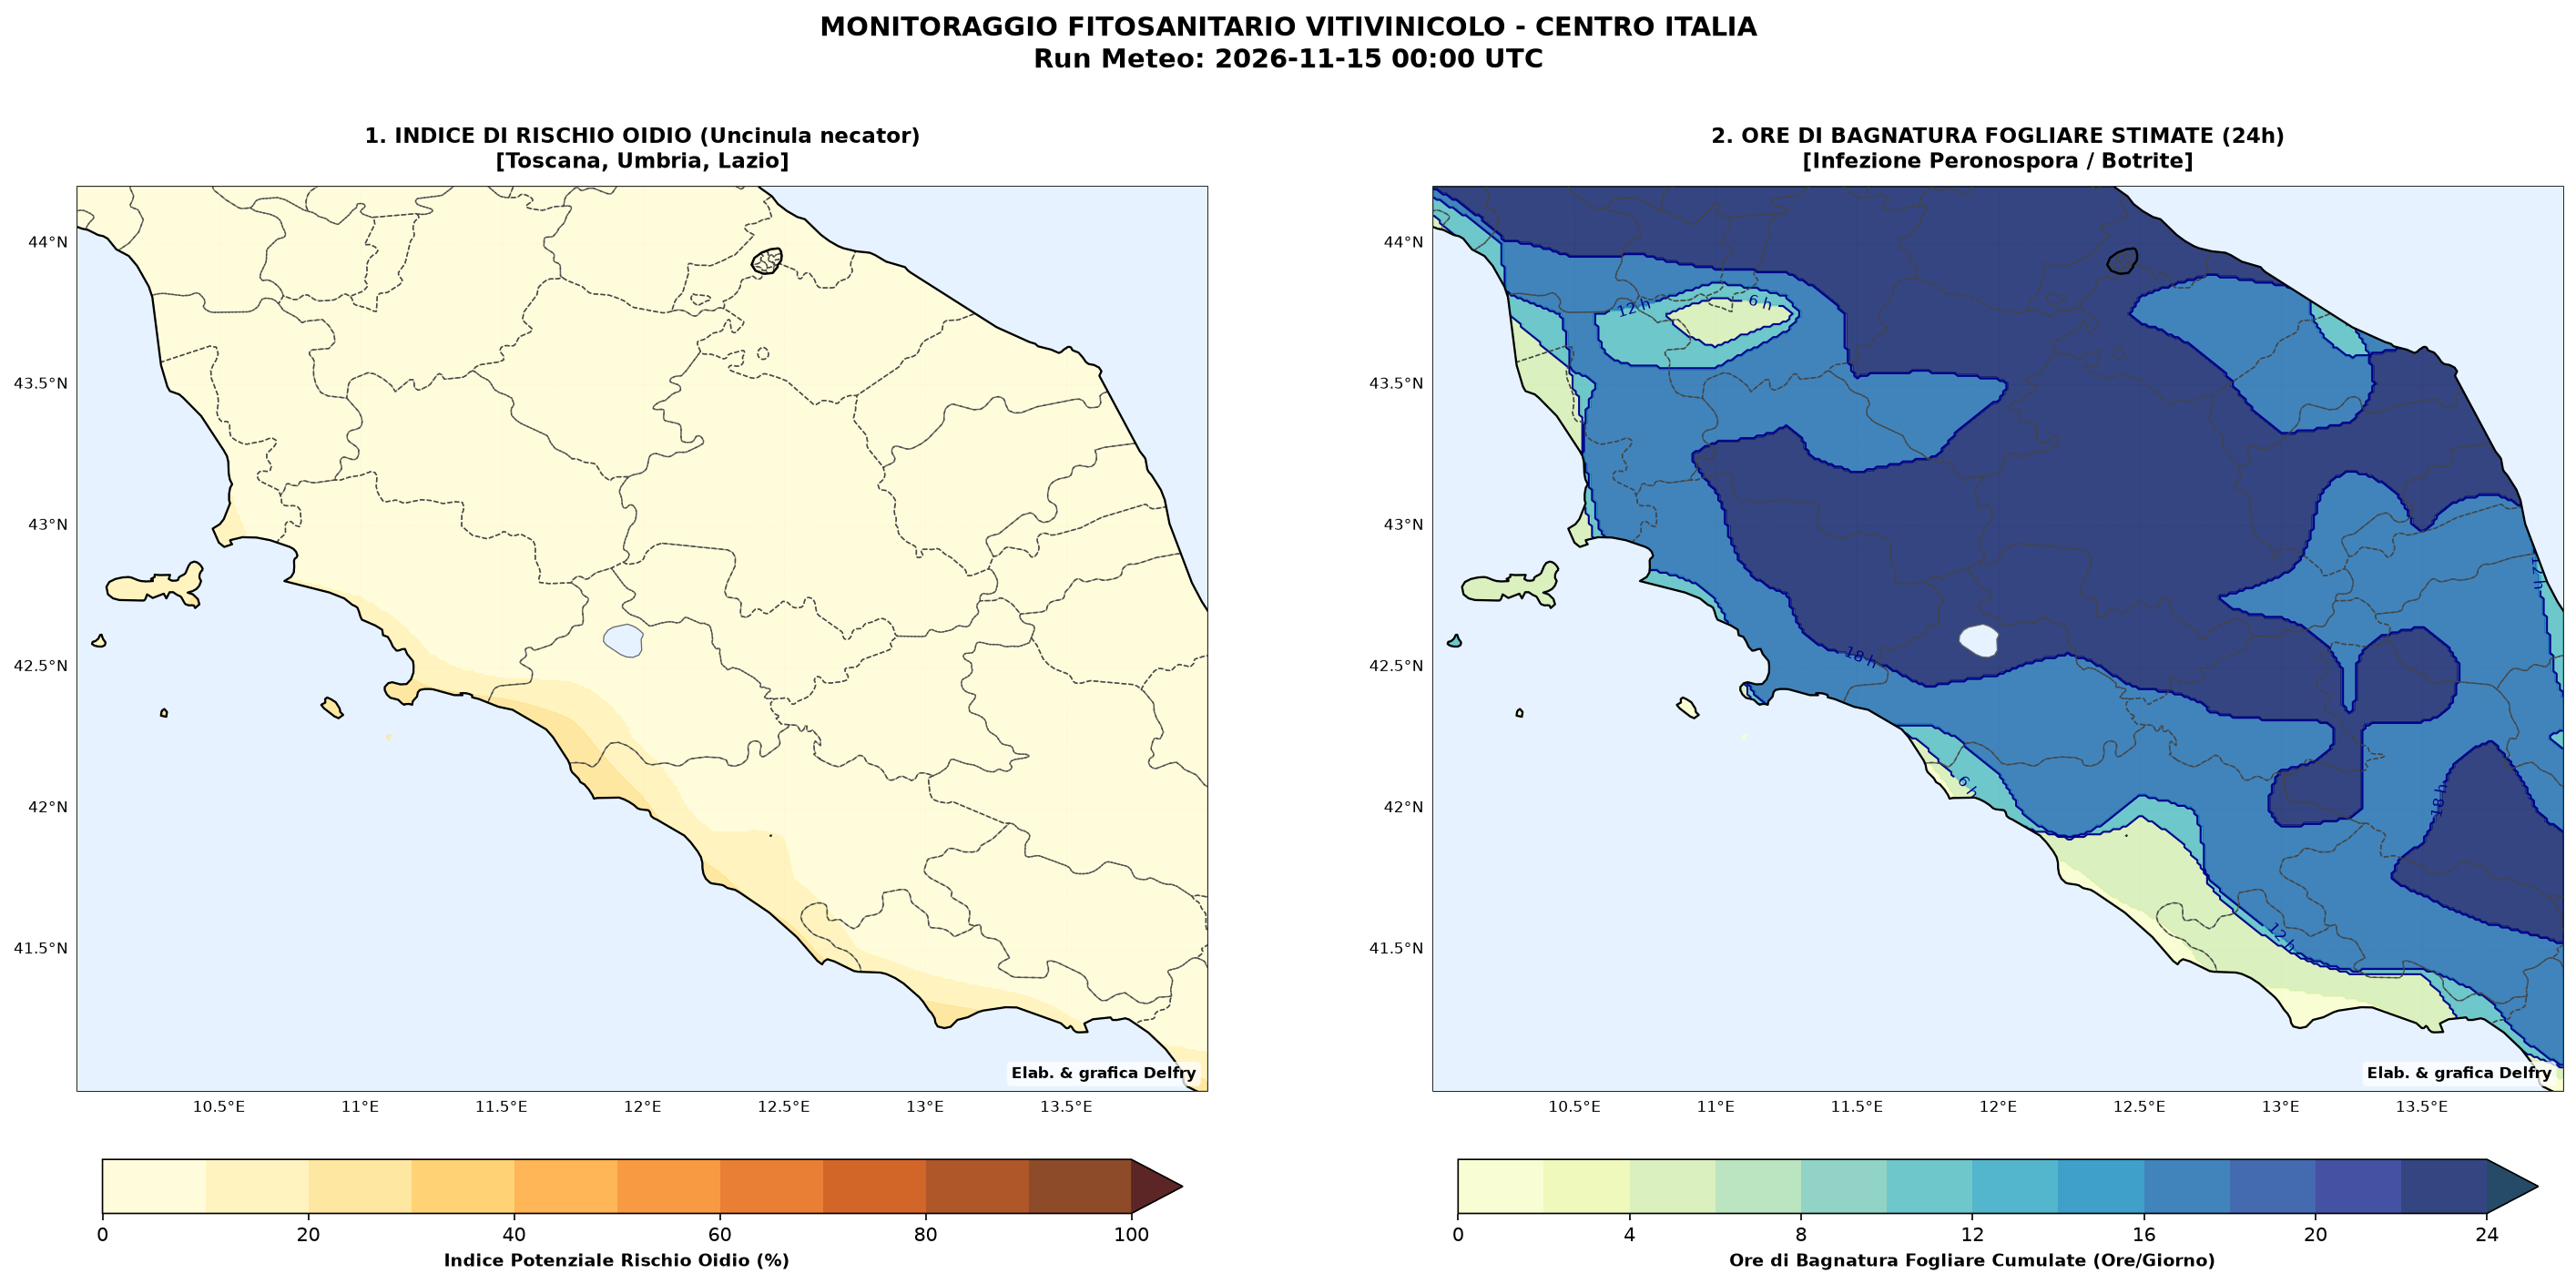 MONITORAGGIO FITOSANITARIO VITIVINICOLO - CENTRO ITALIA
Run Meteo: 2026-11-15 00:00 UTC
1. INDICE DI RISCHIO OIDIO (Uncinula necator)
[Toscana, Umbria, Lazio]
44°N
43.5°N
43°N
42.5°N
42°N
41.5°N
10.5°E
11°E
11.5°E
12°E
12.5°E
13°E
13.5°E
Elab. & grafica Delfry
0
20
40
60
80
100
Indice Potenziale Rischio Oidio (%)
2. ORE DI BAGNATURA FOGLIARE STIMATE (24h)
[Infezione Peronospora / Botrite]
44°N
43.5°N
43°N
42.5°N
42°N
41.5°N
12 h
6 h
12 h
18 h
6 h
18 h
12 h
10.5°E
11°E
11.5°E
12°E
12.5°E
13°E
13.5°E
Elab. & grafica Delfry
0
4
8
12
16
20
24
Ore di Bagnatura Fogliare Cumulate (Ore/Giorno)